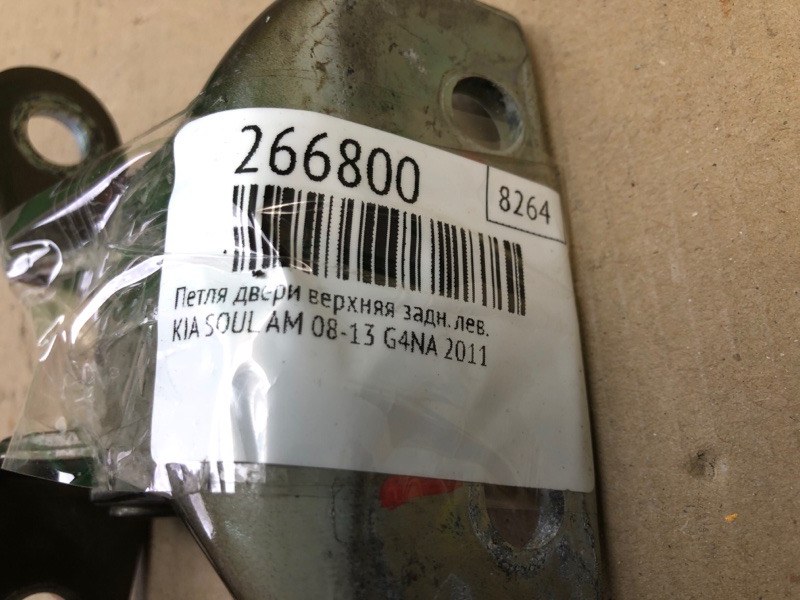 266800
8264
Петля двери верхняя задн.лев.
KIA SOUL AM 08-13 G4NA 2011